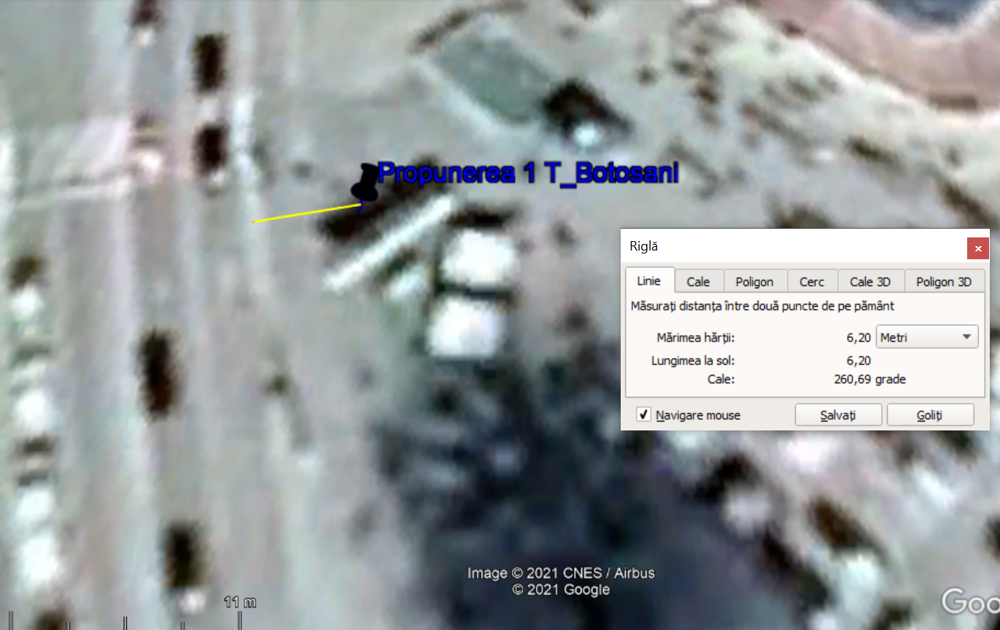 Propunerea 1 T_Botosani
Riglă
Linie Cale Poligon Cerc Cale 3D Poligon 3D
Măsurați distanța între două puncte de pe pământ
Mărimea hărții: 6,20 Metri
Lungimea la sol: 6,20
Cale: 260,69 grade
Navigare mouse Salvați Goliți
Image © 2021 CNES / Airbus
© 2021 Google
11 m
Goo